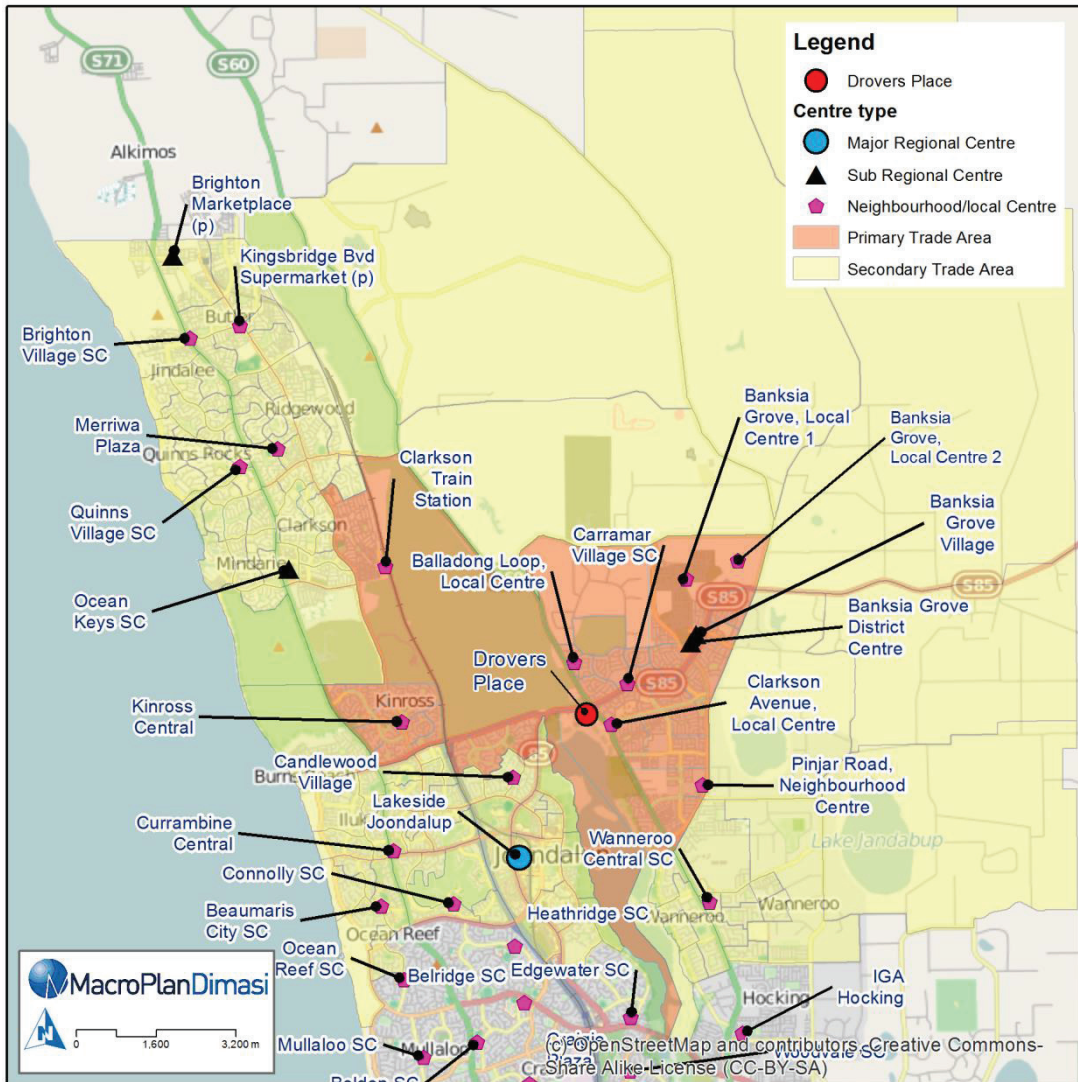 S71
S60
Legend
Drovers Place
Centre type
Major Regional Centre
Sub Regional Centre
Neighbourhood/local Centre
Primary Trade Area
Secondary Trade Area
Alkimos
Brighton
Marketplace
(p)
Kingsbridge Bvd
Supermarket (p)
Butler
Brighton
Village SC
Jindalee
Ridgewood
Merriwa
Plaza
Quinns Rocks
Quinns
Village SC
Clarkson
Train
Station
Banksia
Grove, Local
Centre 1
Banksia
Grove,
Local Centre 2
Banksia
Grove
Village
Clarkson
Mindarie
Carramar
Village SC
Balladong Loop,
Local Centre
S85
S85
Ocean
Keys SC
Banksia Grove
District
Centre
Drovers
Place
S85
Kinross
Kinross
Central
Clarkson
Avenue,
Local Centre
85
Burns Beach
Candlewood
Village
Pinjar Road,
Neighbourhood
Centre
Lakeside
Joondalup
Currambine
Central
Wanneroo
Central SC
Lake Jandabup
Connolly SC
Wanneroo
Wanneroo
Beaumaris
City SC
Heathridge SC
Ocean Reef
Ocean
Reef SC
Belridge SC
Edgewater SC
IGA
Hocking
Hocking
MacroPlanDimasi
N
0 1,600 3,200 m
Mullaloo SC
Mullaloo
Plaza
Woodvale SC
(C) OpenStreetMap and contributors, Creative Commons-
Share Alike License (CC-BY-SA)